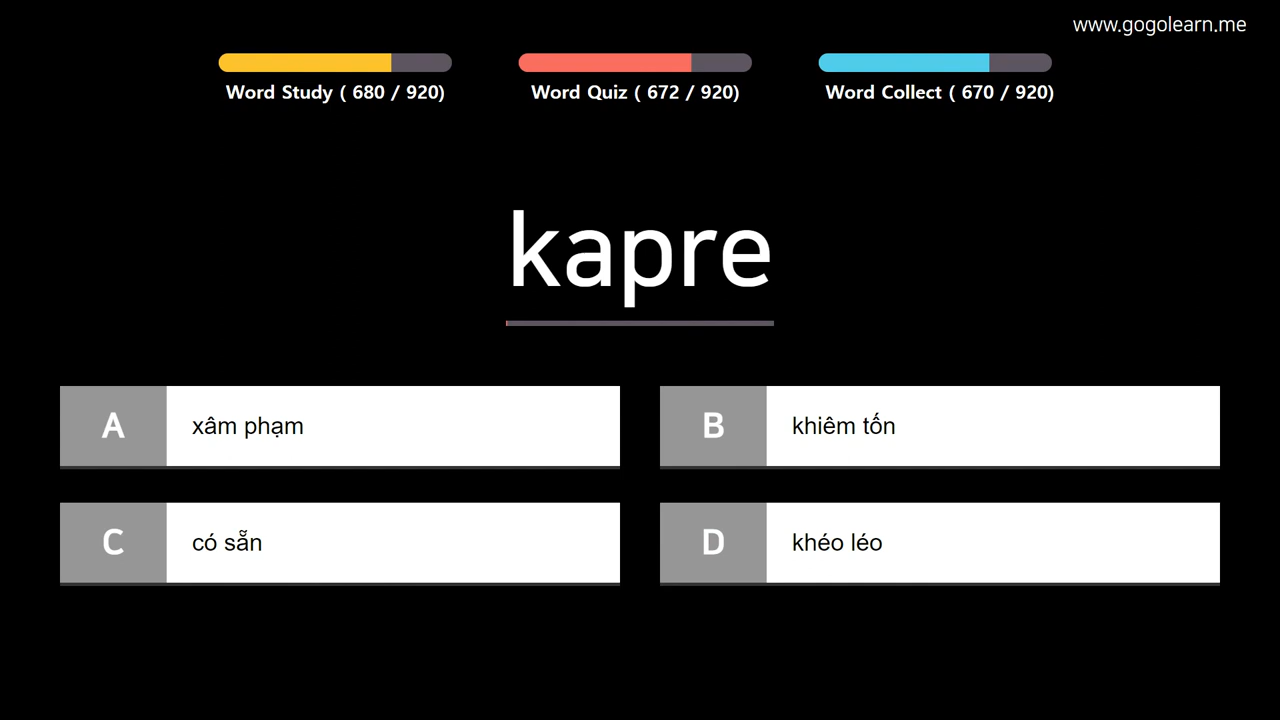 www.gogolearn.me
Word Study ( 680 / 920)
Word Quiz ( 672 / 920)
Word Collect ( 670 / 920)
kapre
A
xâm phạm
B
khiêm tốn
C
có sẵn
D
khéo léo